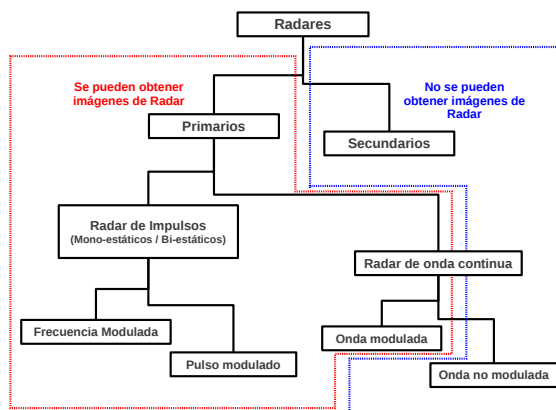 Radares
Se pueden obtener
imágenes de Radar
No se pueden
obtener imágenes de
Radar
Primarios
Secundarios
Radar de Impulsos
(Mono-estáticos / Bi-estáticos)
Radar de onda continua
Frecuencia Modulada
Onda modulada
Pulso modulado
Onda no modulada